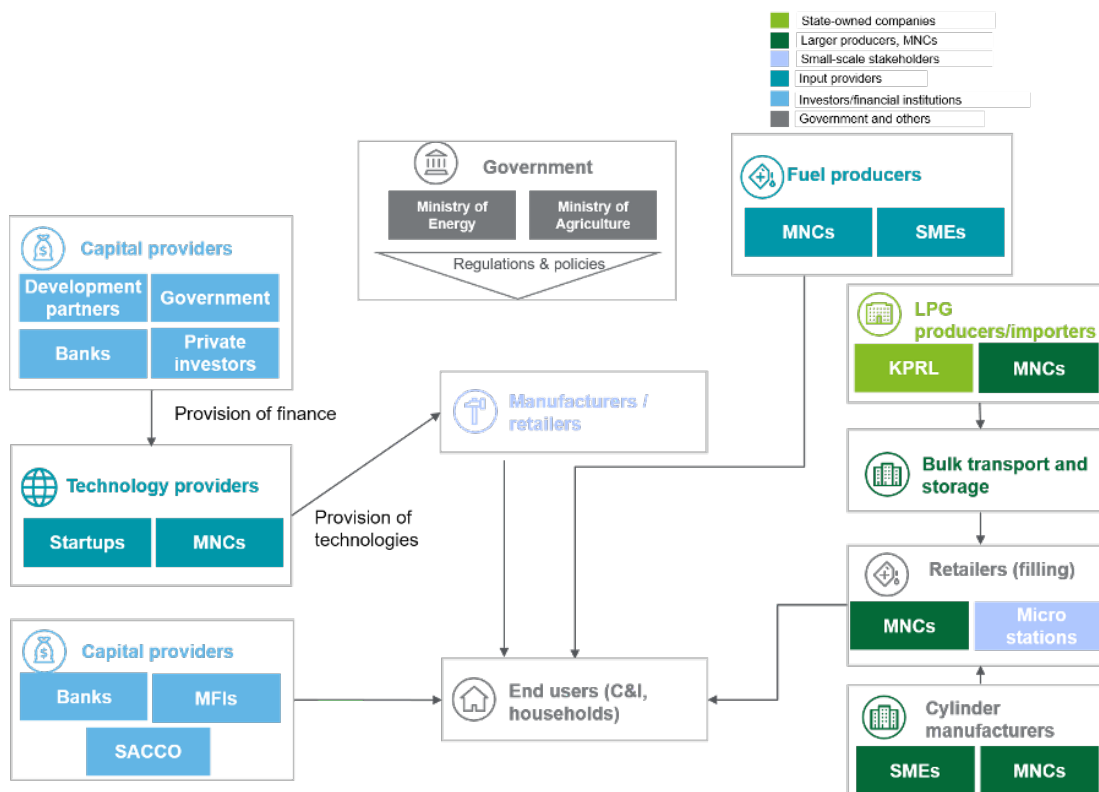 State-owned companies
Larger producers, MNCs
Small-scale stakeholders
Input providers
Investors/financial institutions
Government and others
Government
Ministry of
Energy
Ministry of
Agriculture
Regulations & policies
Fuel producers
MNCs
SMEs
Capital providers
Development
partners
Government
Banks
Private
investors
Provision of finance
LPG
producers/importers
KPRL
MNCs
Manufacturers /
retailers
Technology providers
Startups
MNCs
Provision of
technologies
Bulk transport and
storage
Retailers (filling)
MNCs
Micro
stations
Capital providers
Banks
MFIs
SACCO
End users (C&I,
households)
Cylinder
manufacturers
SMEs
MNCs